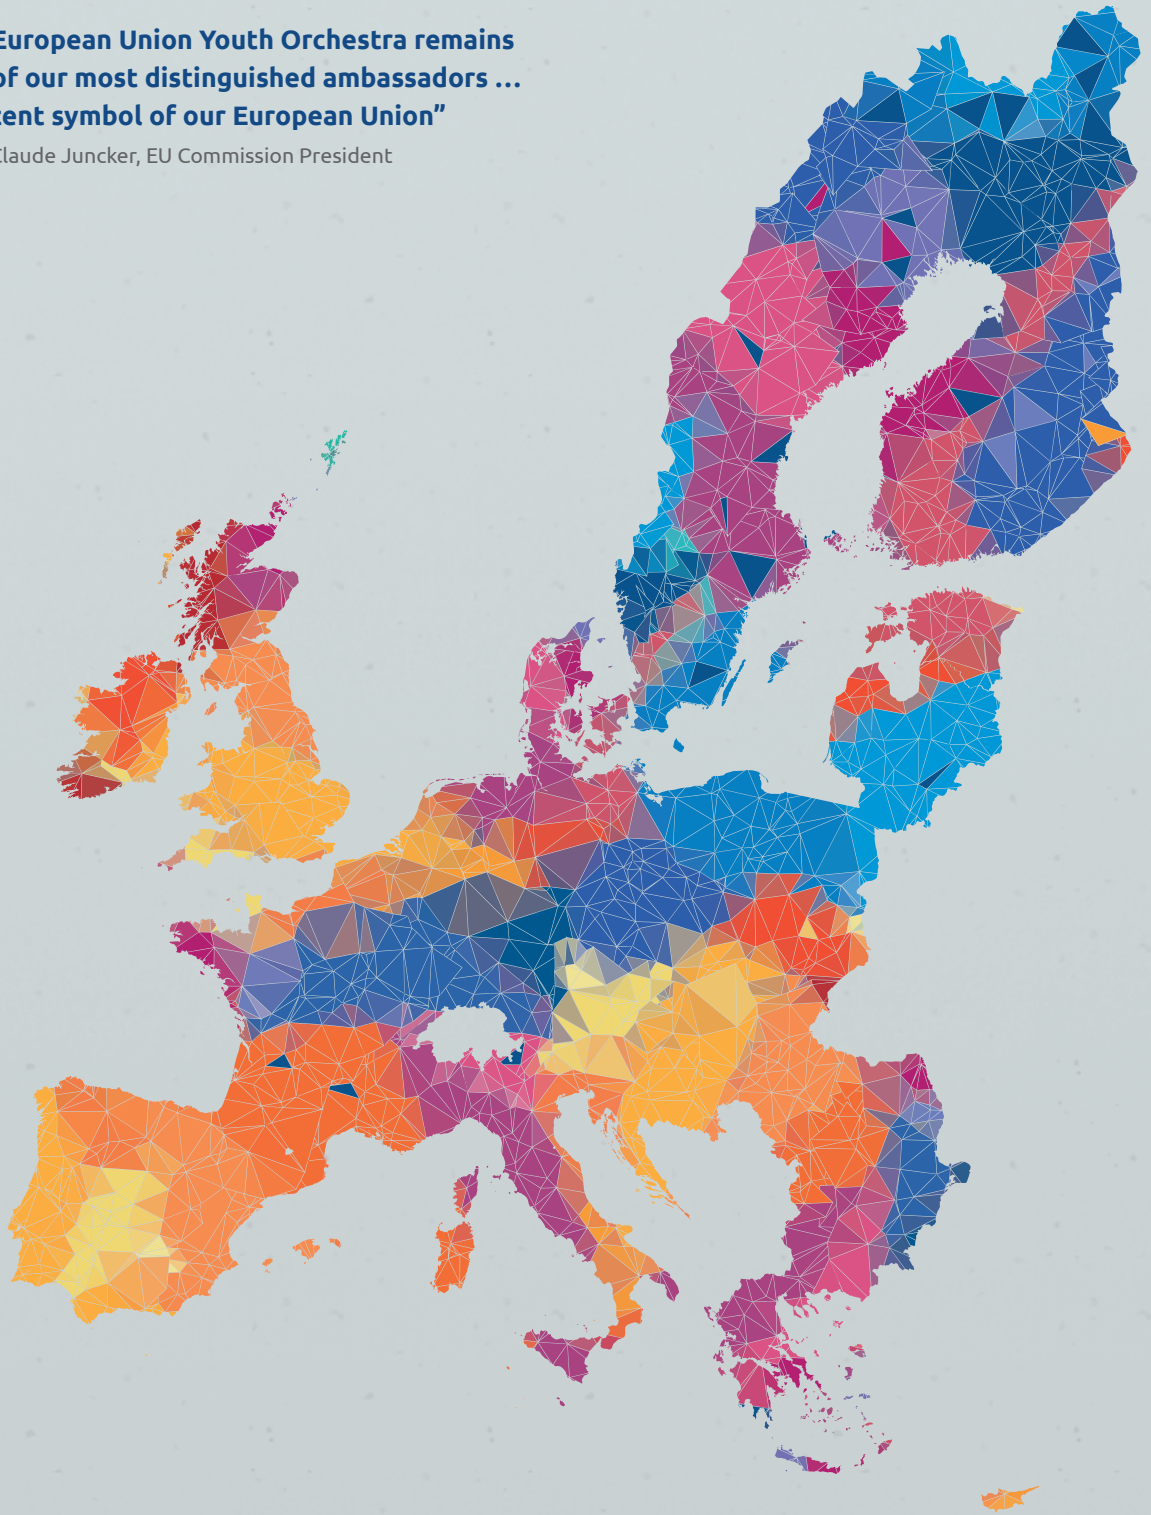 European Union Youth Orchestra remains
of our most distinguished ambassadors …
symbol of our European Union”
Claude Juncker, EU Commission President